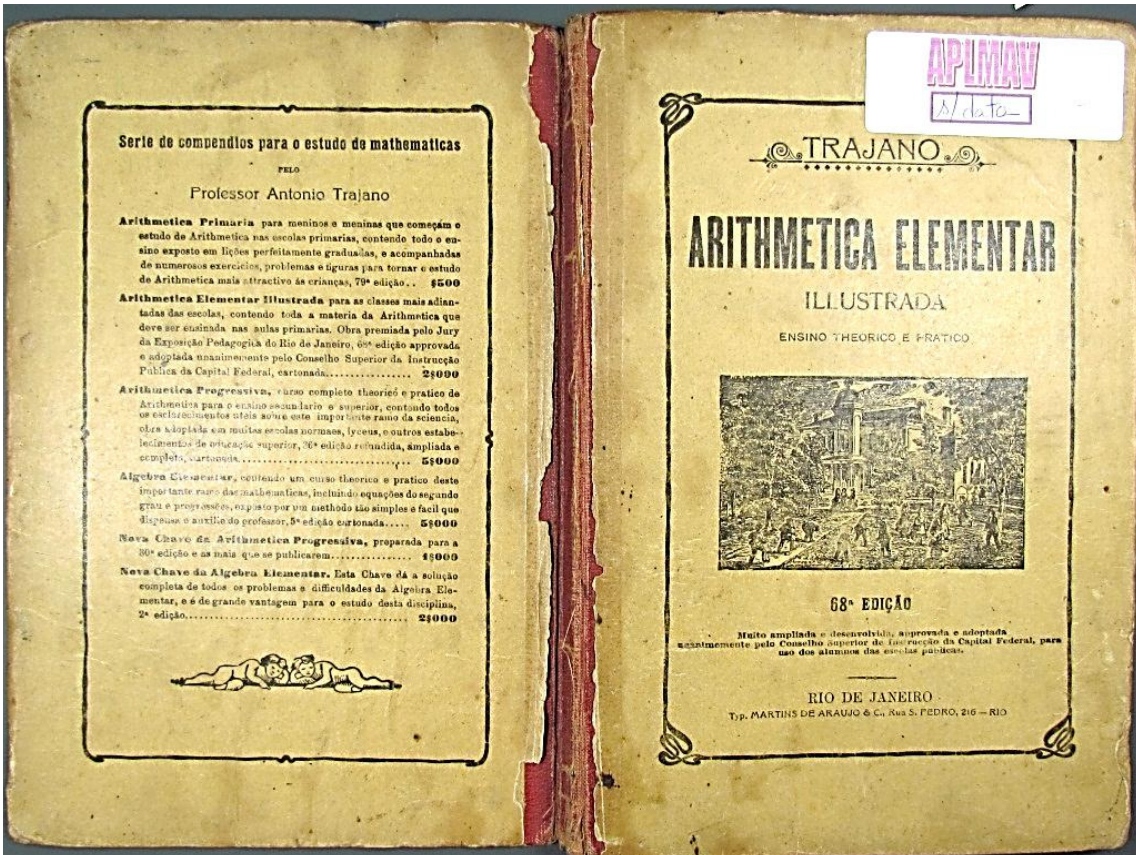 Serie de compendios para o estudo de mathematicas
PELO
Professor Antonio Trajano
Arithmetica Primaria para meninos e meninas que começam o
estudo de Arithmetica nas escolas primarias, contendo todo o en-
sino exposto em lições perfeitamente graduadas, e acompanhadas
de numerosos exercicios, problemas e figuras para tornar o estudo
de Arithmetica mais attractivo ás crianças, 79ª edição.. $500
Arithmetica Elementar Illustrada para as classes mais adian-
tadas das escolas, contendo toda a materia da Arithmetica que
deve ser ensinada nas aulas primarias. Obra premiada pelo Jury
da Exposição Pedagogica do Rio de Janeiro, 68ª edição approvada
e adoptada unanimemente pelo Conselho Superior da Instrucção
Publica da Capital Federal, cartonada.................. 2$000
Arithmetica Progressiva, curso completo theorico e pratico de
Arithmetica para o ensino secundario e superior, contendo todos
os esclarecimentos uteis sobre este importante ramo da sciencia,
obra adoptada em muitas escolas normaes, lyceus, e outros estabe-
lecimentos de educação superior, 36ª edição refundida, ampliada e
completa, cartonada.............................. 5$000
Algebra Elementar, contendo um curso theorico e pratico deste
importante ramo das mathematicas, incluindo equações do segundo
grau e progressões, exposto por um methodo tão simples e facil que
dispensa o auxilio do professor, 5ª edição cartonada..... 5$000
Nova Chave da Arithmetica Progressiva, preparada para a
30ª edição e as mais que se publicarem.............. 4$000
Nova Chave da Algebra Elementar. Esta Chave dá a solução
completa de todos os problemas e difficuldades da Algebra Ele-
mentar, e é de grande vantagem para o estudo desta disciplina,
2ª edição...................................... 2$000
APLMAV
s/data
TRAJANO
ARITHMETICA ELEMENTAR
ILLUSTRADA
ENSINO THEORICO E PRATICO
68ª EDIÇÃO
Muito ampliada e desenvolvida, approvada e adoptada
unanimemente pelo Conselho Superior de Instrucção da Capital Federal, para
uso dos alumnos das escolas publicas.
RIO DE JANEIRO
Typ. MARTINS DE ARAUJO & C., Rua S. PEDRO, 216 — RIO